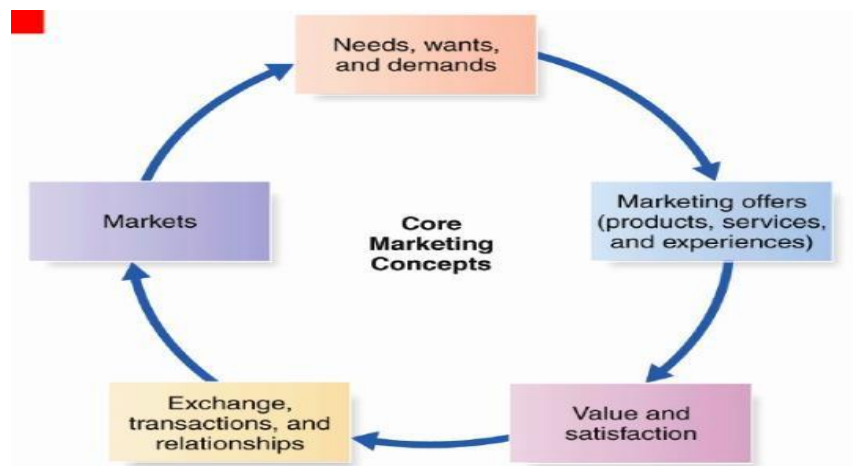 Needs, wants,
and demands
Marketing offers
(products, services,
and experiences)
Value and
satisfaction
Exchange,
transactions, and
relationships
Markets
Core
Marketing
Concepts